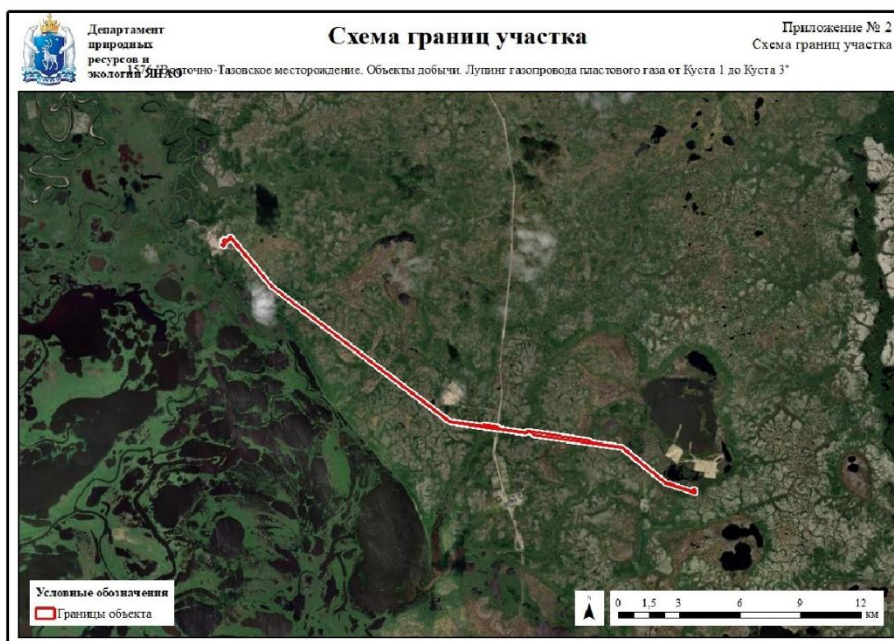 Департамент
природных
ресурсов и
экологии ЯНАО
Схема границ участка
Приложение № 2
Схема границ участка
1576 "Восточно-Тазовское месторождение. Объекты добычи. Лупинг газопровода пластового газа от Куста 1 до Куста 3"
Условные обозначения
Границы объекта
N
0 1,5 3 6 9 12
км